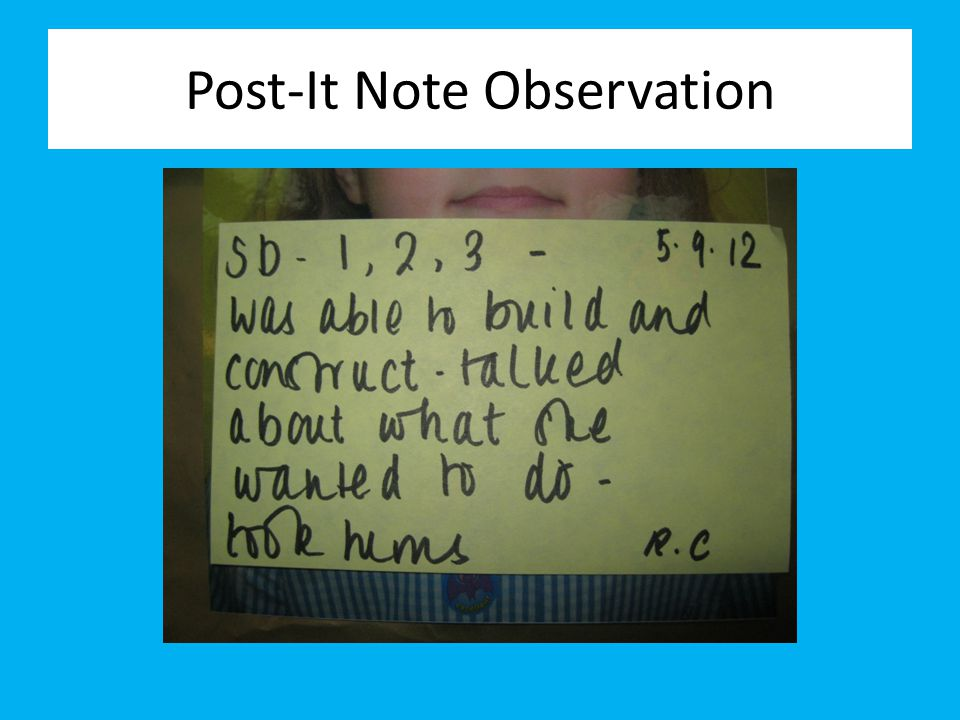 Post-It Note Observation
SD - 1, 2, 3 - 5.9.12
was able to build and
construct - talked
about what she
wanted to do -
took turns R.C